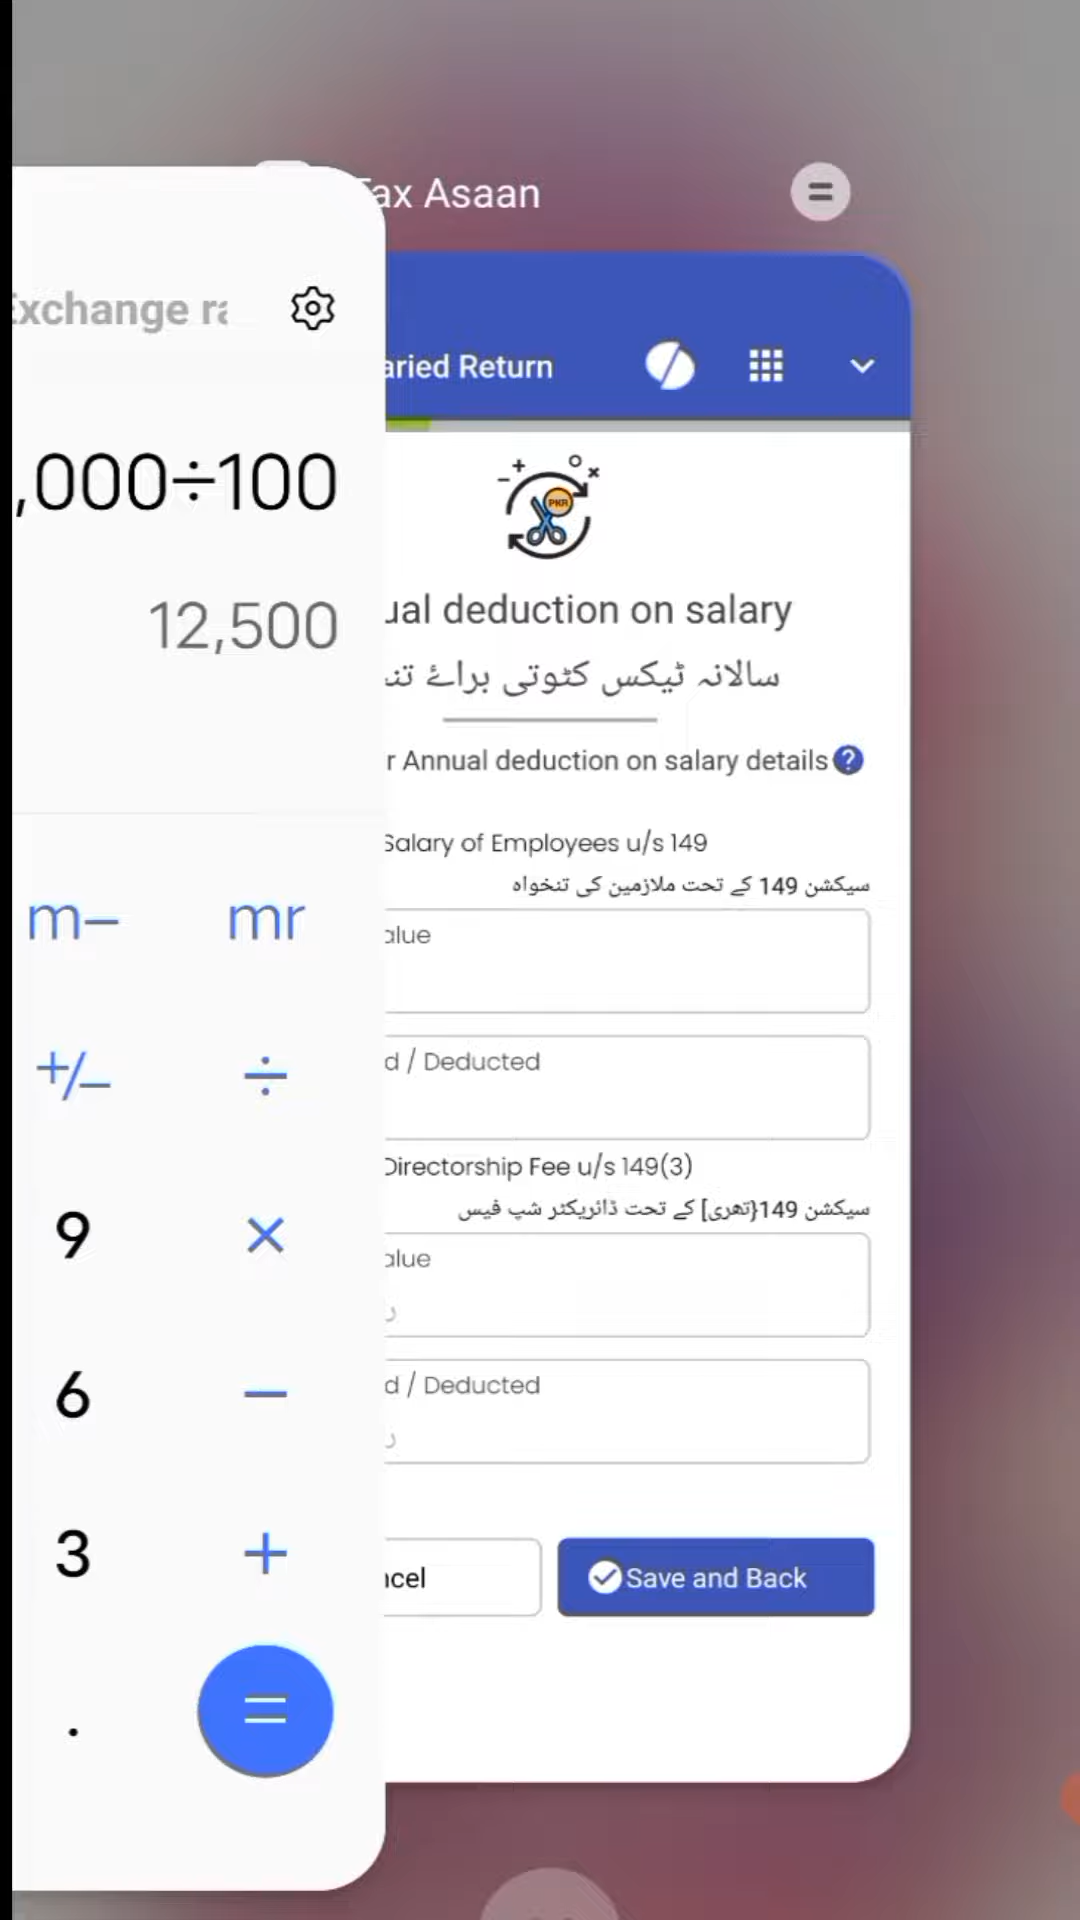 Tax Asaan
Exchange ra
aried Return
,000÷100
12,500
PKR
ual deduction on salary
سالانہ ٹیکس کٹوتی برائے تنخ
r Annual deduction on salary details
?
Salary of Employees u/s 149
سیکشن 149 کے تحت ملازمین کی تنخواہ
alue
d / Deducted
Directorship Fee u/s 149(3)
سیکشن 149{تھری] کے تحت ڈائریکٹر شپ فیس
alue
d / Deducted
ncel
Save and Back
m– mr
+/– ÷
9 ×
6 –
3 +
. =